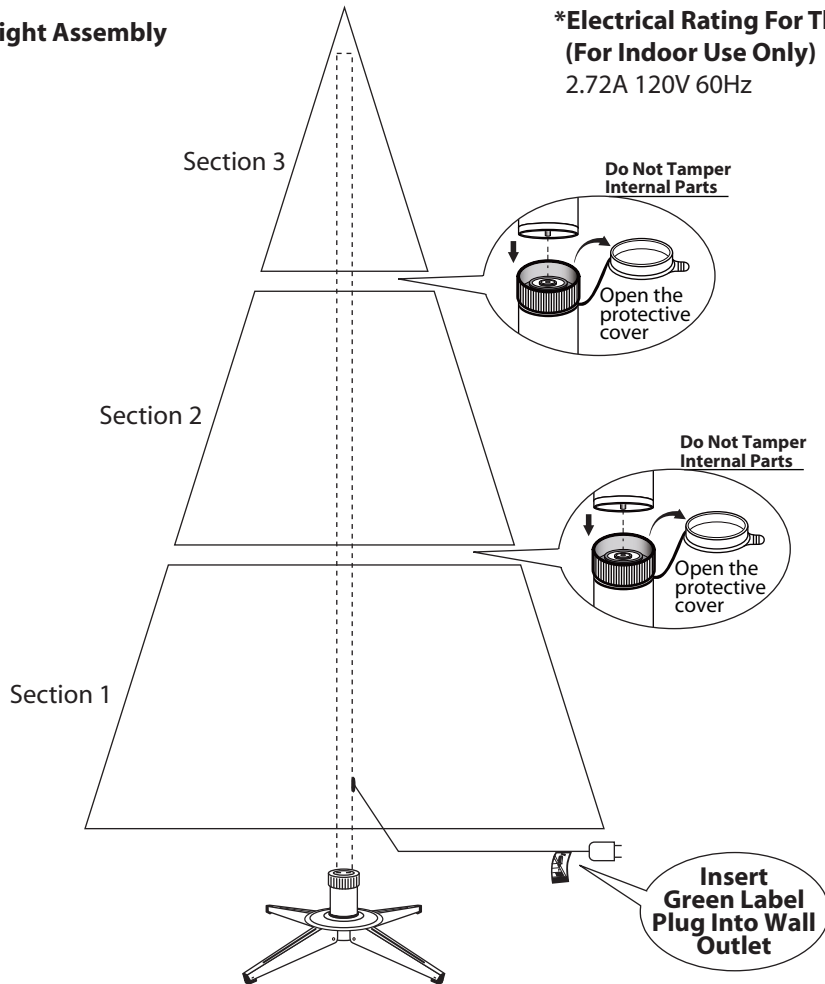 ight Assembly
*Electrical Rating For Th
(For Indoor Use Only)
2.72A 120V 60Hz
Section 3
Do Not Tamper
Internal Parts
Open the
protective
cover
Section 2
Do Not Tamper
Internal Parts
Open the
protective
cover
Section 1
Insert
Green Label
Plug Into Wall
Outlet